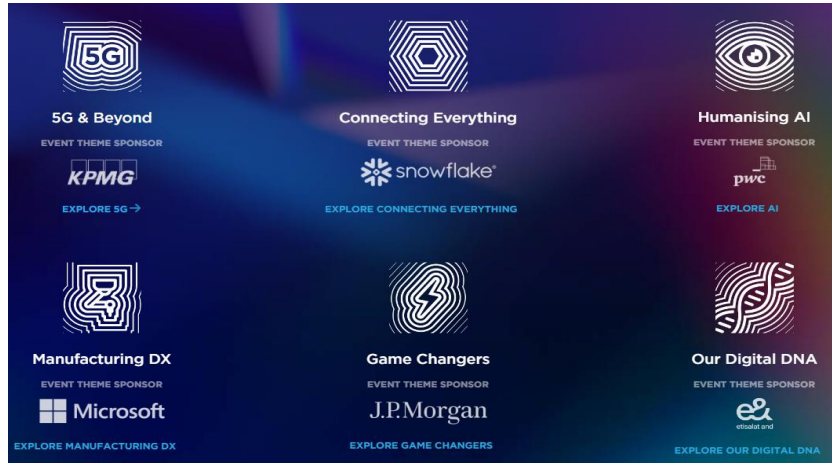 5G
5G & Beyond
EVENT THEME SPONSOR
KPMG
EXPLORE 5G →
Connecting Everything
EVENT THEME SPONSOR
snowflake®
EXPLORE CONNECTING EVERYTHING
Humanising AI
EVENT THEME SPONSOR
pwc
EXPLORE AI
Manufacturing DX
EVENT THEME SPONSOR
Microsoft
EXPLORE MANUFACTURING DX
Game Changers
EVENT THEME SPONSOR
J.P.Morgan
EXPLORE GAME CHANGERS
Our Digital DNA
EVENT THEME SPONSOR
e&
etisalat and
EXPLORE OUR DIGITAL DNA